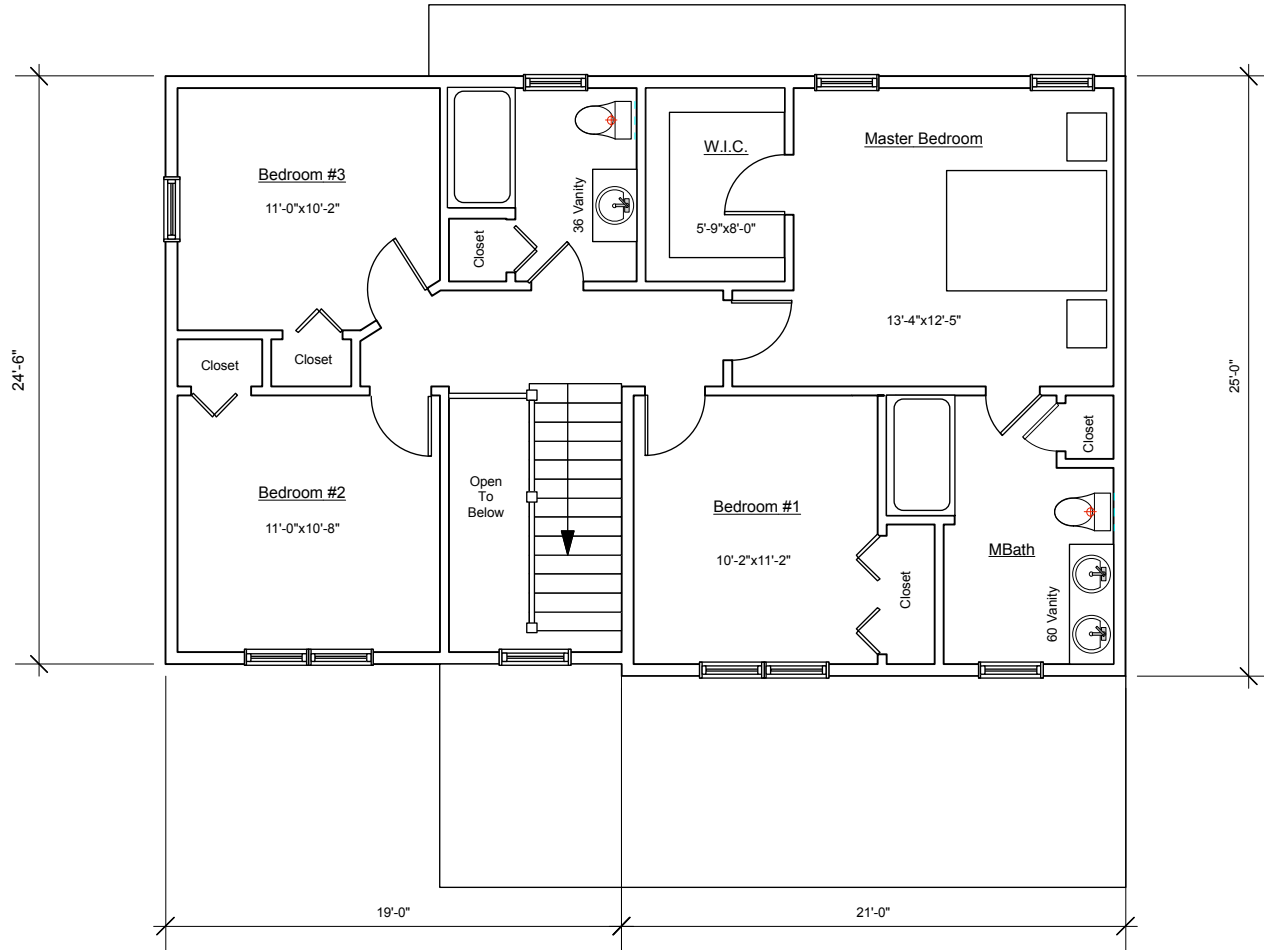 Master Bedroom
W.I.C.
Bedroom #3
36 Vanity
11'-0"x10'-2"
5'-9"x8'-0"
Closet
13'-4"x12'-5"
Closet
Closet
24'-6"
25'-0"
Closet
Open
To
Below
Bedroom #2
11'-0"x10'-8"
Bedroom #1
10'-2"x11'-2"
MBath
Closet
60 Vanity
19'-0"
21'-0"